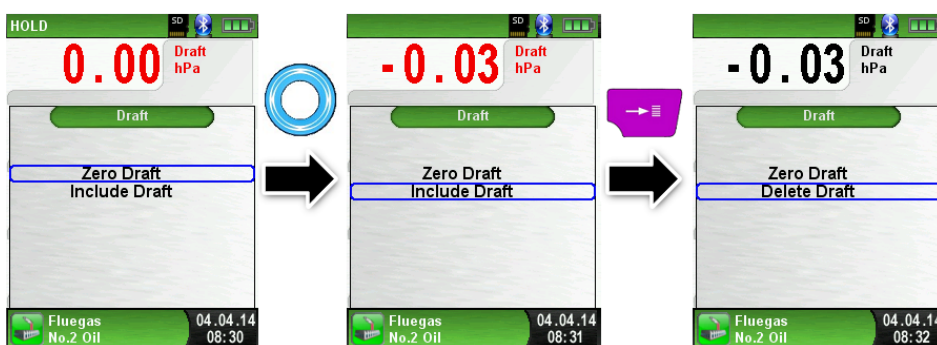 HOLD
SD
0.00
Draft
hPa
Draft
Zero Draft
Include Draft
Fluegas
No.2 Oil
04.04.14
08:30
SD
-0.03
Draft
hPa
Draft
Zero Draft
Include Draft
Fluegas
No.2 Oil
04.04.14
08:31
SD
-0.03
Draft
hPa
Draft
Zero Draft
Delete Draft
Fluegas
No.2 Oil
04.04.14
08:32